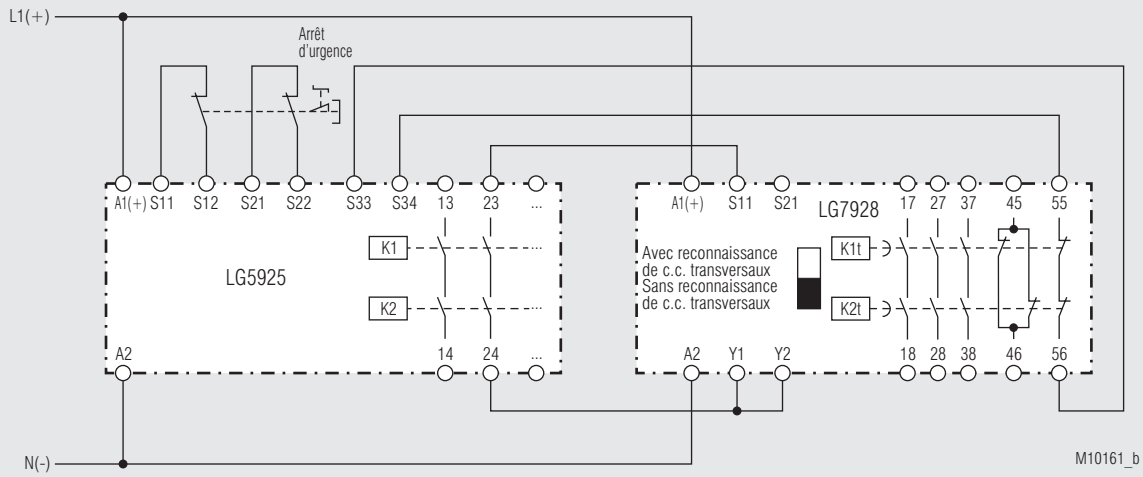 L1(+)
Arrêt
d'urgence
A1(+) S11 S12 S21 S22 S33 S34 13 23 ...
A1(+) S11 S21 17 27 37 45 55
LG7928
K1 ...
Avec reconnaissance
de c.c. transversaux
Sans reconnaissance
de c.c. transversaux
K1t
LG5925
K2 ...
K2t
A2 14 24 ...
A2 Y1 Y2 18 28 38 46 56
N(-)
M10161_b